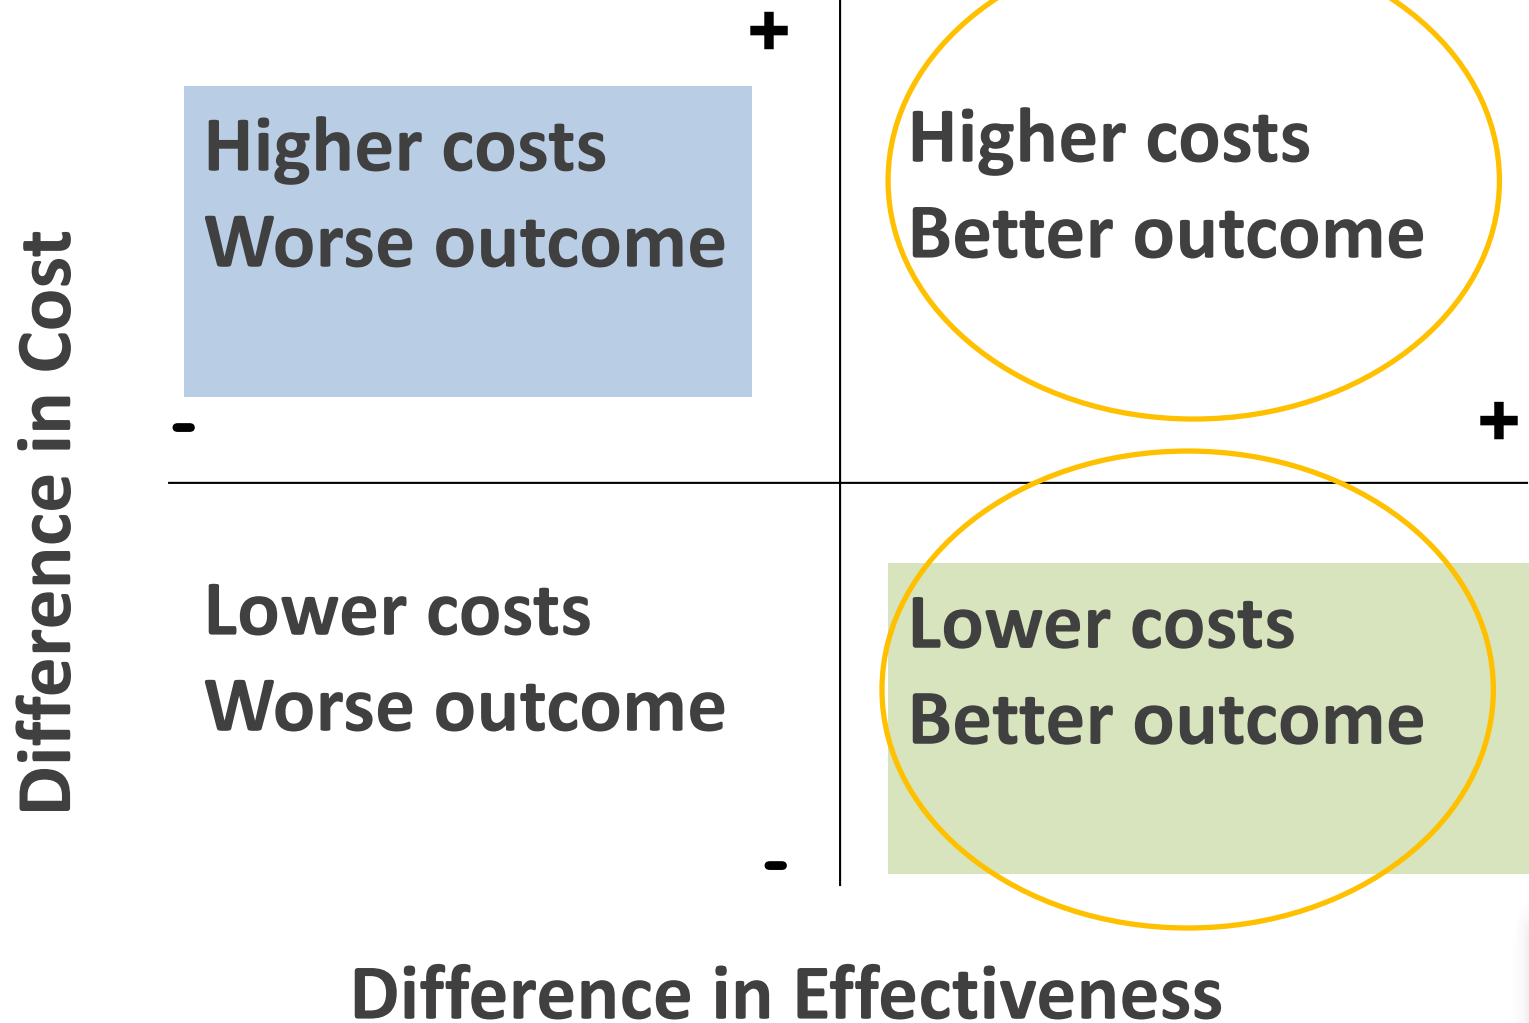 +
Higher costs
Worse outcome
Higher costs
Better outcome
-
+
Difference in Cost
Lower costs
Worse outcome
Lower costs
Better outcome
-
Difference in Effectiveness